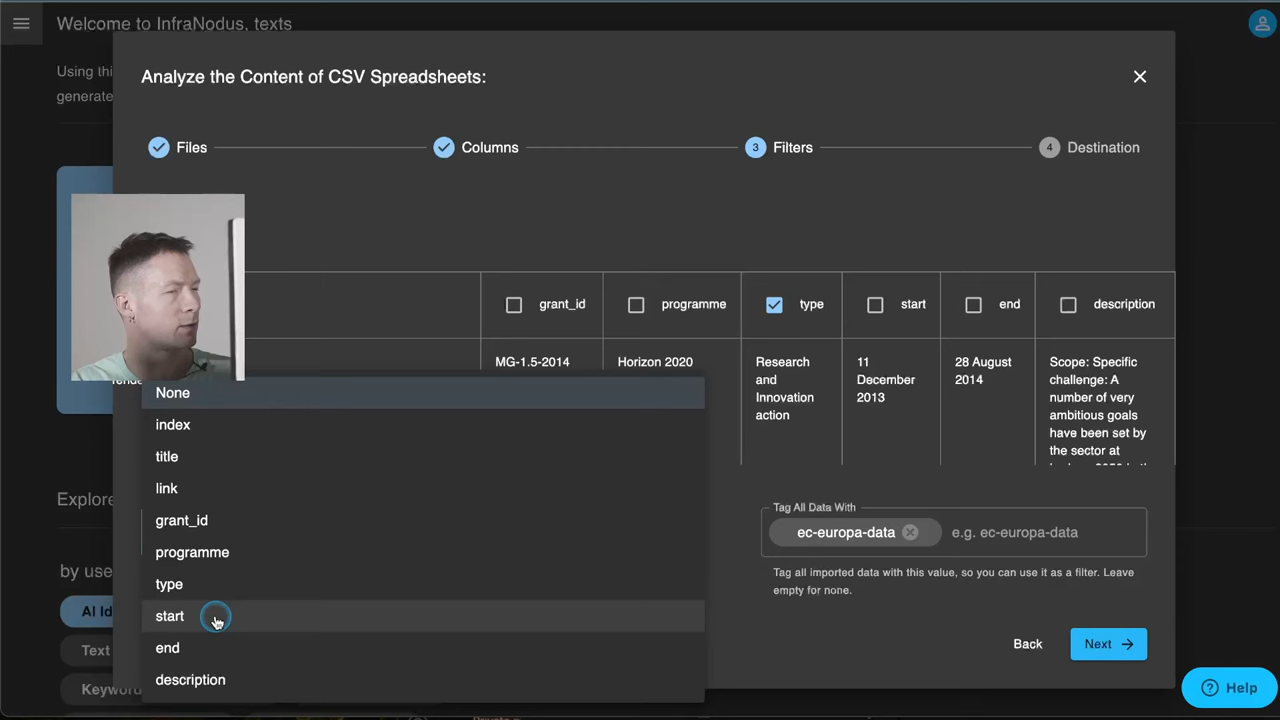 Welcome to InfraNodus, texts
Using thi
generate
Analyze the Content of CSV Spreadsheets:
Files
Columns
3 Filters
4 Destination
grant_id
programme
type
start
end
description
MG-1.5-2014
Horizon 2020
Research
and
Innovation
action
11
December
2013
28 August
2014
Scope: Specific
challenge: A
number of very
ambitious goals
have been set by
the sector at
None
index
title
link
grant_id
programme
type
start
end
description
Tag All Data With
ec-europa-data
e.g. ec-europa-data
Tag all imported data with this value, so you can use it as a filter. Leave
empty for none.
Back
Next
Explore
by use
AI Id
Text
Keyword
? Help